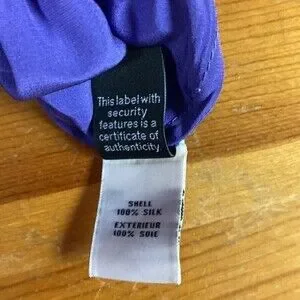 This label with
security
features is a
certificate of
authenticity
SHELL
100% SILK
EXTERIEUR
100% SOIE